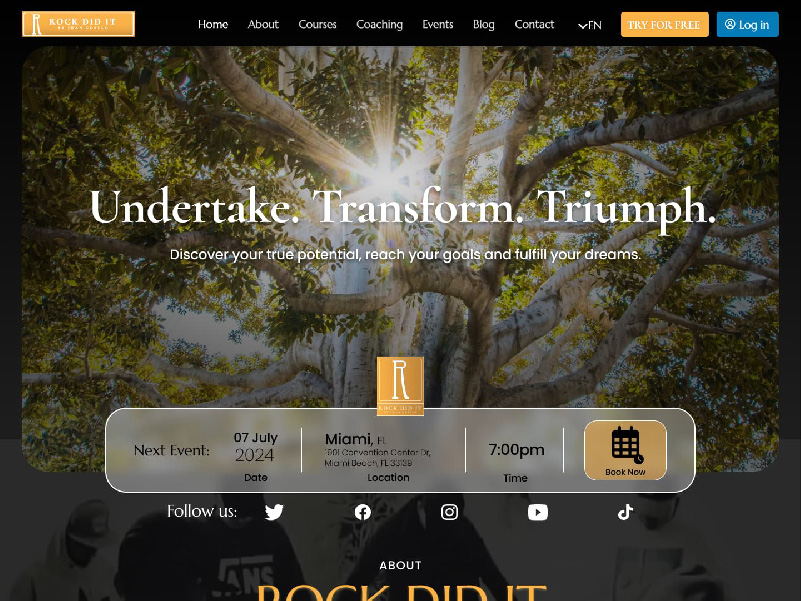 ROCK DID IT
Home
About
Courses
Coaching
Events
Blog
Contact
EN
TRY FOR FREE
Log in
Undertake. Transform. Triumph.
Discover your true potential, reach your goals and fulfill your dreams.
R
ROCK DID IT
Next Event:
07 July
2024
Date
Miami, FL
1901 Convention Center Dr,
Miami Beach, FL 33139
Location
7:00pm
Time
Book Now
Follow us:
VANS
ABOUT
ROCK DID IT